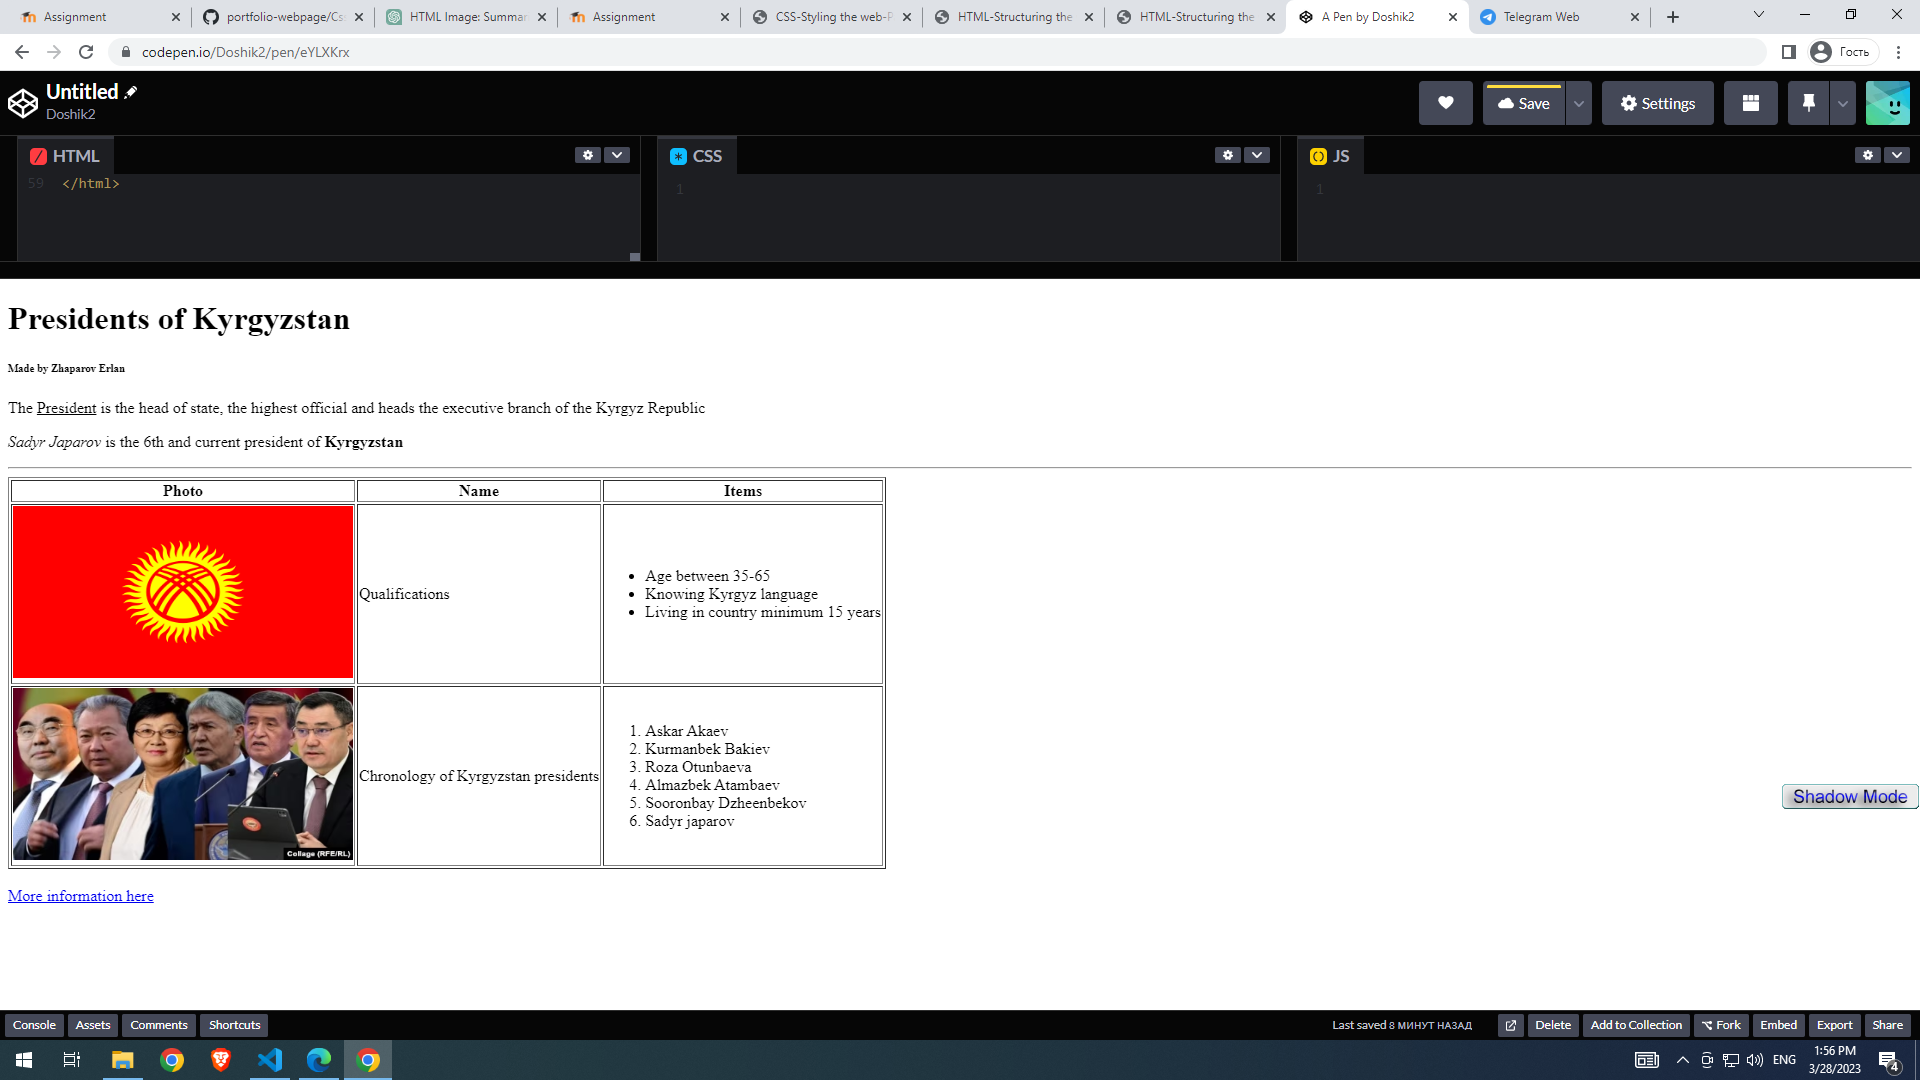 Assignment
portfolio-webpage/Cs
HTML Image: Summar
Assignment
CSS-Styling the web-P
HTML-Structuring the
HTML-Structuring the
A Pen by Doshik2
Telegram Web
codepen.io/Doshik2/pen/eYLXKrx
Гость
Untitled
Doshik2
Save
Settings
HTML
CSS
JS
59 </html>
1
1
Presidents of Kyrgyzstan
Made by Zhaparov Erlan
The President is the head of state, the highest official and heads the executive branch of the Kyrgyz Republic
Sadyr Japarov is the 6th and current president of Kyrgyzstan
Photo Name Items
Qualifications
• Age between 35-65
• Knowing Kyrgyz language
• Living in country minimum 15 years
Collage (RFE/RL)
Chronology of Kyrgyzstan presidents
1. Askar Akaev
2. Kurmanbek Bakiev
3. Roza Otunbaeva
4. Almazbek Atambaev
5. Sooronbay Dzheenbekov
6. Sadyr japarov
Shadow Mode
More information here
Console Assets Comments Shortcuts
Last saved 8 МИНУТ НАЗАД
Delete Add to Collection Fork Embed Export Share
ENG
1:56 PM
3/28/2023
4